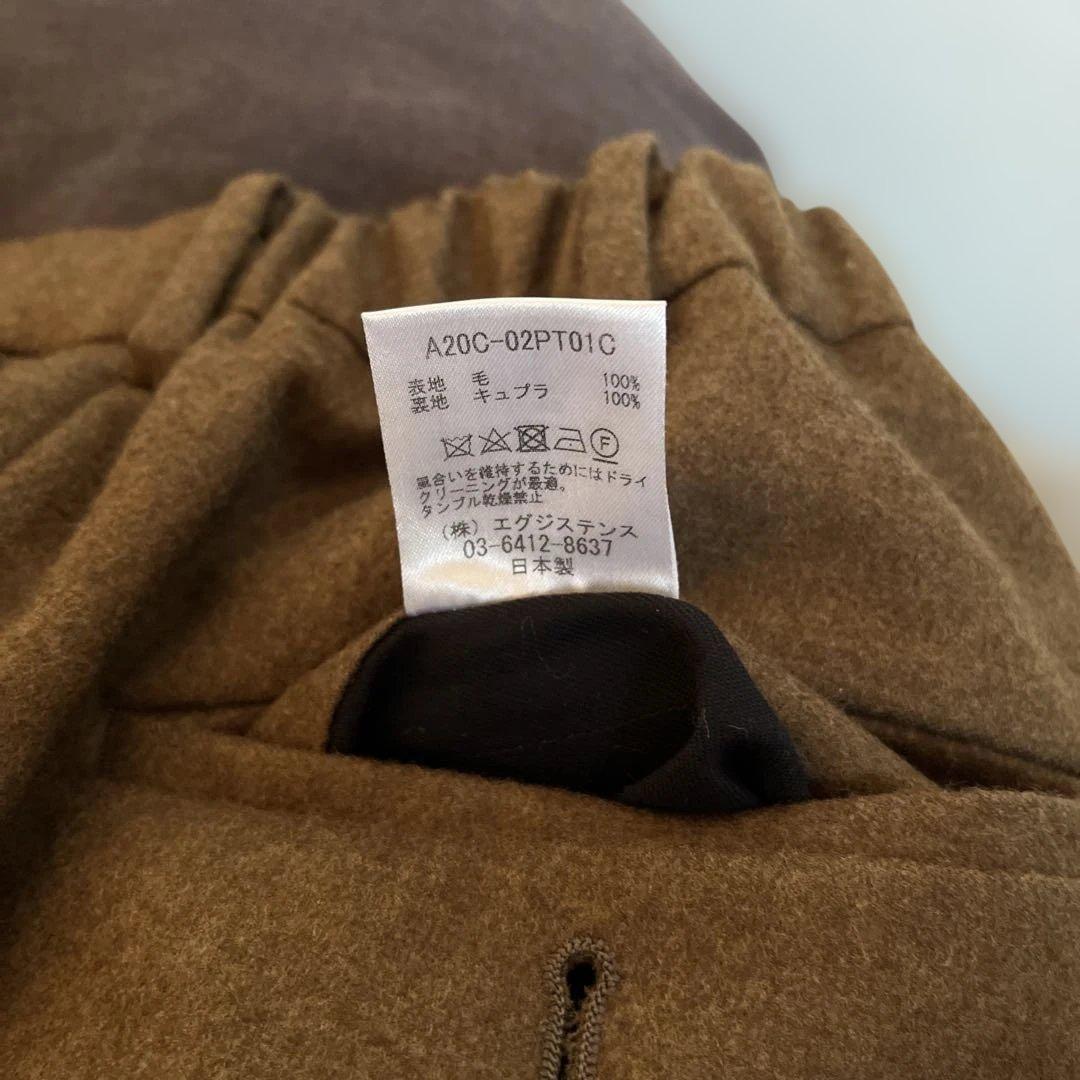 A20C-02PT01C
表地 毛 100%
裏地 キュプラ 100%
F
風合いを維持するためにはドライ
クリーニングが最適。
タンブル乾燥禁止
(株) エグジステンス
03-6412-8637
日本製